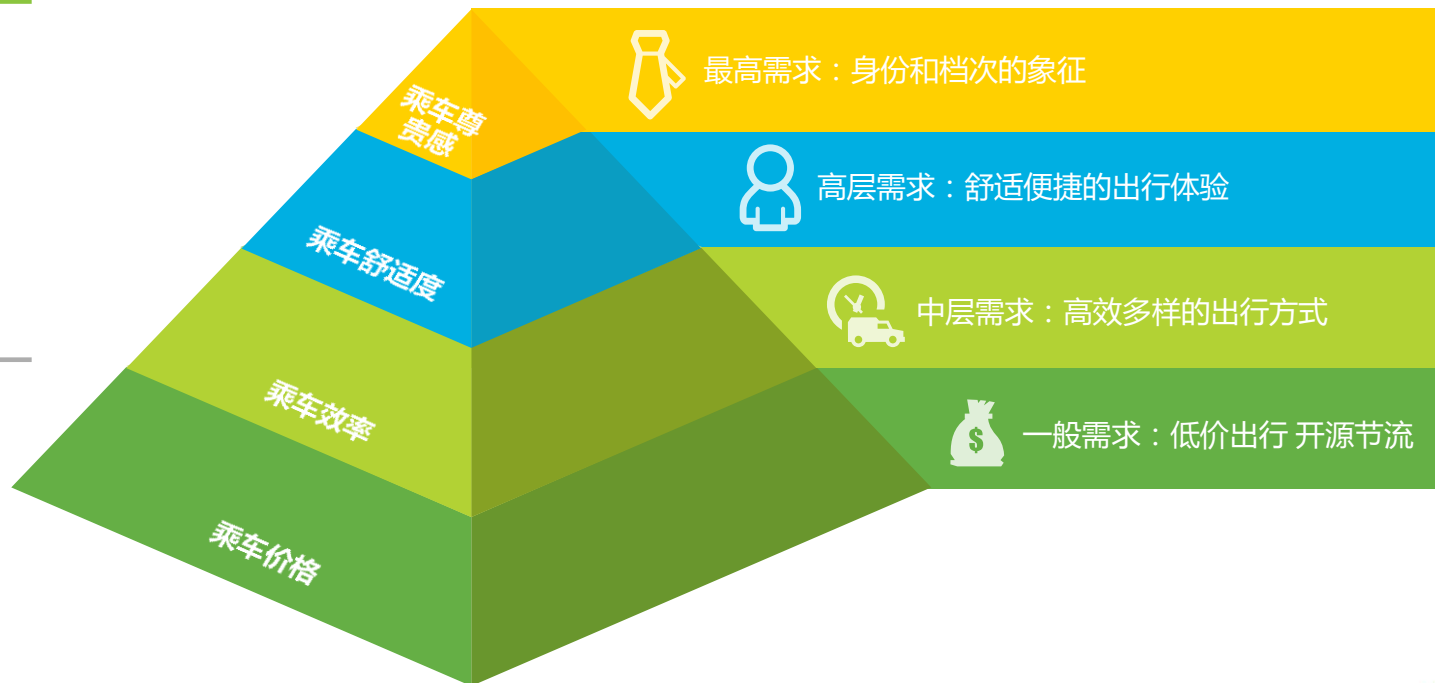 乘车尊
贵感
最高需求：身份和档次的象征
乘车舒适度
高层需求：舒适便捷的出行体验
乘车效率
中层需求：高效多样的出行方式
乘车价格
$
一般需求：低价出行 开源节流